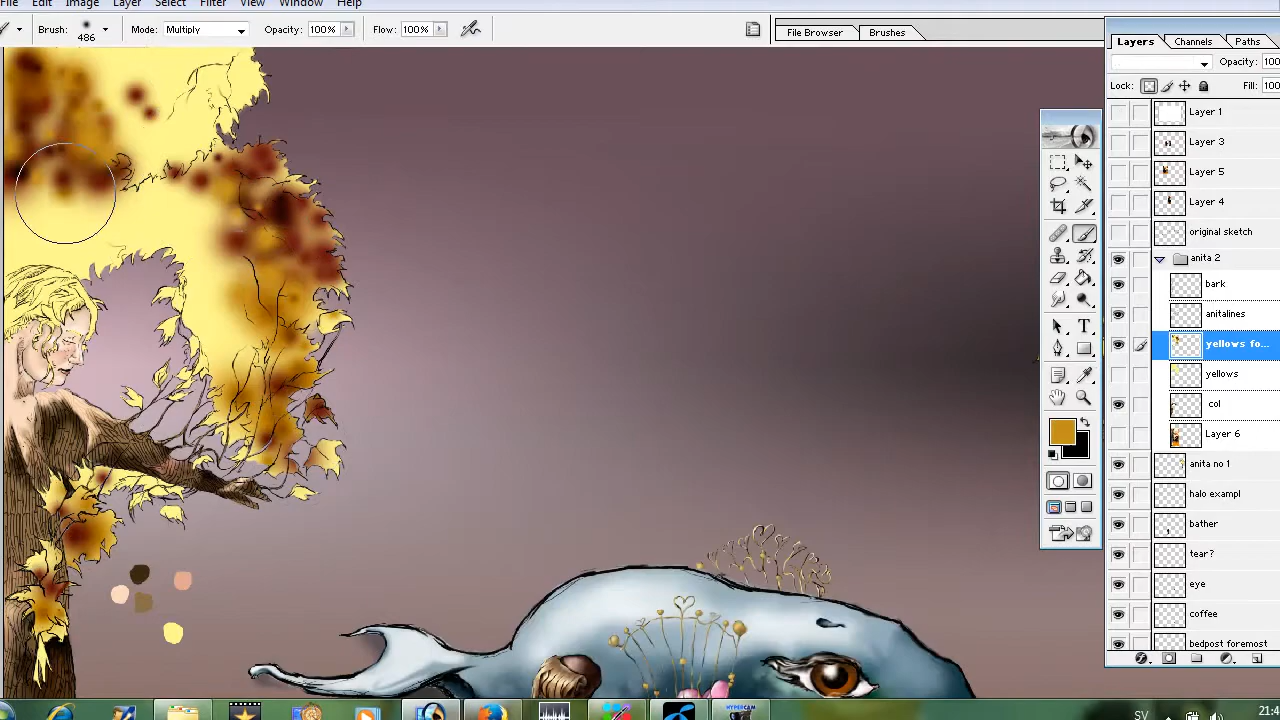 File Edit Image Layer Select Filter View Window Help
Brush: 486 Mode: Multiply Opacity: 100% Flow: 100%
File Browser Brushes
Layers Channels Paths
Opacity: 100
Lock: Fill: 100
Layer 1
Layer 3
Layer 5
Layer 4
original sketch
anita 2
bark
anitalines
yellows fo...
yellows
col
Layer 6
anita no 1
halo exampl
bather
tear?
eye
coffee
bedpost foremost
HYPERCAM
SV
21:4